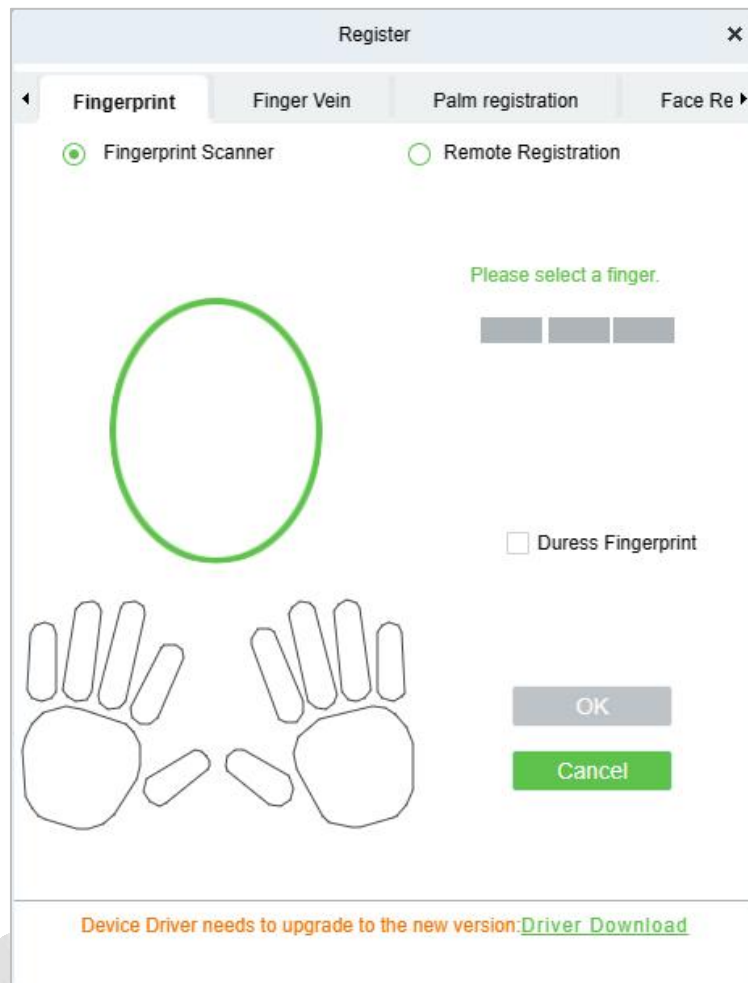 Register
Fingerprint Finger Vein Palm registration Face Re
Fingerprint Scanner Remote Registration
Please select a finger.
Duress Fingerprint
OK
Cancel
Device Driver needs to upgrade to the new version:Driver Download